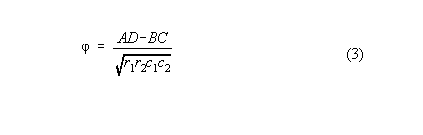 φ = AD-BC / √r₁r₂c₁c₂ (3)